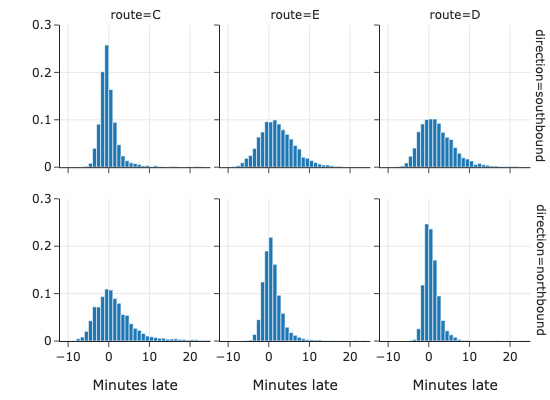 route=C route=E route=D
0.3
0.2
0.1
0
direction=southbound
0.3
0.2
0.1
0
direction=northbound
−10 0 10 20 −10 0 10 20 −10 0 10 20
Minutes late Minutes late Minutes late